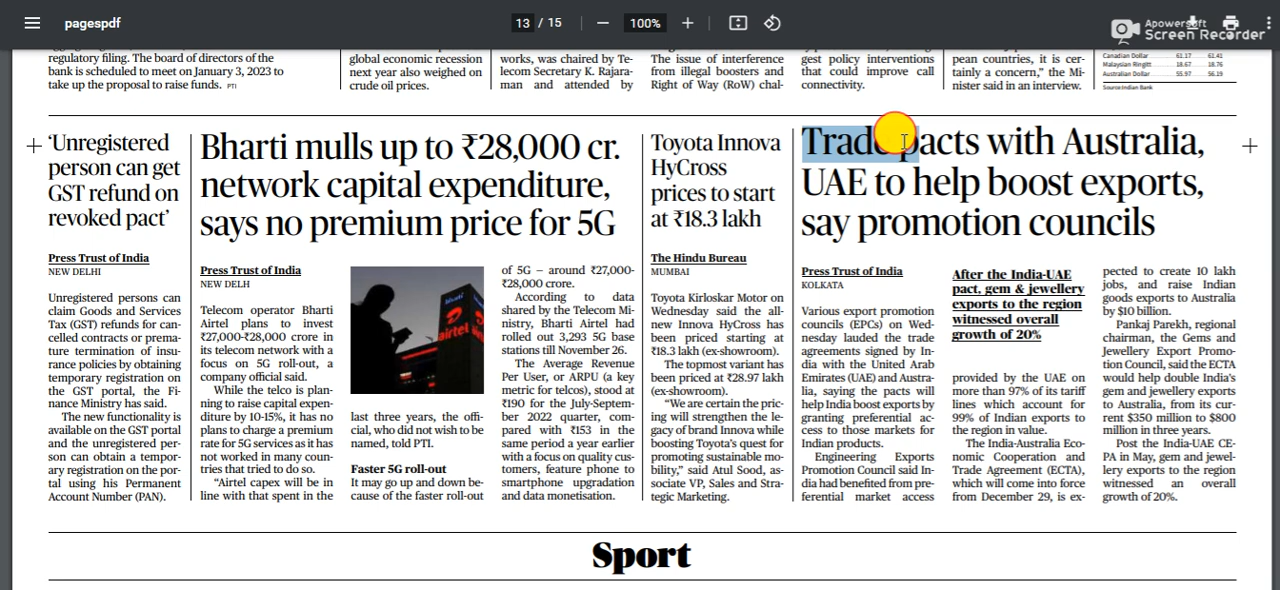 pagespdf
13 / 15
100%
Apowersoft
Screen Recorder
regulatory filing. The board of directors of the
bank is scheduled to meet on January 3, 2023 to
take up the proposal to raise funds. PTI
global economic recession
next year also weighed on
crude oil prices.
works, was chaired by Te-
lecom Secretary K. Rajara-
man and attended by
The issue of interference
from illegal boosters and
Right of Way (RoW) chal-
gest policy interventions
that could improve call
connectivity.
pean countries, it is cer-
tainly a concern,” the Mi-
nister said in an interview.
Canadian Dollar 61.17 61.41
Malaysian Ringitt 18.67 18.76
Australian Dollar 55.97 56.19
Source:Indian Bank
‘Unregistered
person can get
GST refund on
revoked pact’
Press Trust of India
NEW DELHI
Unregistered persons can
claim Goods and Services
Tax (GST) refunds for can-
celled contracts or prema-
ture termination of insu-
rance policies by obtaining
temporary registration on
the GST portal, the Fi-
nance Ministry has said.
The new functionality is
available on the GST portal
and the unregistered per-
son can obtain a tempor-
ary registration on the por-
tal using his Permanent
Account Number (PAN).
Bharti mulls up to ₹28,000 cr.
network capital expenditure,
says no premium price for 5G
Press Trust of India
NEW DELH
Telecom operator Bharti
Airtel plans to invest
₹27,000-₹28,000 crore in
its telecom network with a
focus on 5G roll-out, a
company official said.
While the telco is plan-
ning to raise capital expen-
diture by 10-15%, it has no
plans to charge a premium
rate for 5G services as it has
not worked in many coun-
tries that tried to do so.
“Airtel capex will be in
line with that spent in the
bharti
airtel
last three years, the offi-
cial, who did not wish to be
named, told PTI.
Faster 5G roll-out
It may go up and down be-
cause of the faster roll-out
of 5G — around ₹27,000-
₹28,000 crore.
According to data
shared by the Telecom Mi-
nistry, Bharti Airtel had
rolled out 3,293 5G base
stations till November 26.
The Average Revenue
Per User, or ARPU (a key
metric for telcos), stood at
₹190 for the July-Septem-
ber 2022 quarter, com-
pared with ₹153 in the
same period a year earlier
with a focus on quality cus-
tomers, feature phone to
smartphone upgradation
and data monetisation.
Toyota Innova
HyCross
prices to start
at ₹18.3 lakh
The Hindu Bureau
MUMBAI
Toyota Kirloskar Motor on
Wednesday said the all-
new Innova HyCross has
been priced starting at
₹18.3 lakh (ex-showroom).
The topmost variant has
been priced at ₹28.97 lakh
(ex-showroom).
“We are certain the pric-
ing will strengthen the le-
gacy of brand Innova while
boosting Toyota’s quest for
promoting sustainable mo-
bility,” said Atul Sood, as-
sociate VP, Sales and Stra-
tegic Marketing.
Trade pacts with Australia,
UAE to help boost exports,
say promotion councils
Press Trust of India
KOLKATA
Various export promotion
councils (EPCs) on Wed-
nesday lauded the trade
agreements signed by In-
dia with the United Arab
Emirates (UAE) and Austra-
lia, saying the pacts will
help India boost exports by
granting preferential ac-
cess to those markets for
Indian products.
Engineering Exports
Promotion Council said In-
dia had benefited from pre-
ferential market access
After the India-UAE
pact, gem & jewellery
exports to the region
witnessed overall
growth of 20%
provided by the UAE on
more than 97% of its tariff
lines which account for
99% of Indian exports to
the region in value.
The India-Australia Eco-
nomic Cooperation and
Trade Agreement (ECTA),
which will come into force
from December 29, is ex-
pected to create 10 lakh
jobs, and raise Indian
goods exports to Australia
by $10 billion.
Pankaj Parekh, regional
chairman, the Gems and
Jewellery Export Promo-
tion Council, said the ECTA
would help double India’s
gem and jewellery exports
to Australia, from its cur-
rent $350 million to $800
million in three years.
Post the India-UAE CE-
PA in May, gem and jewel-
lery exports to the region
witnessed an overall
growth of 20%.
Sport